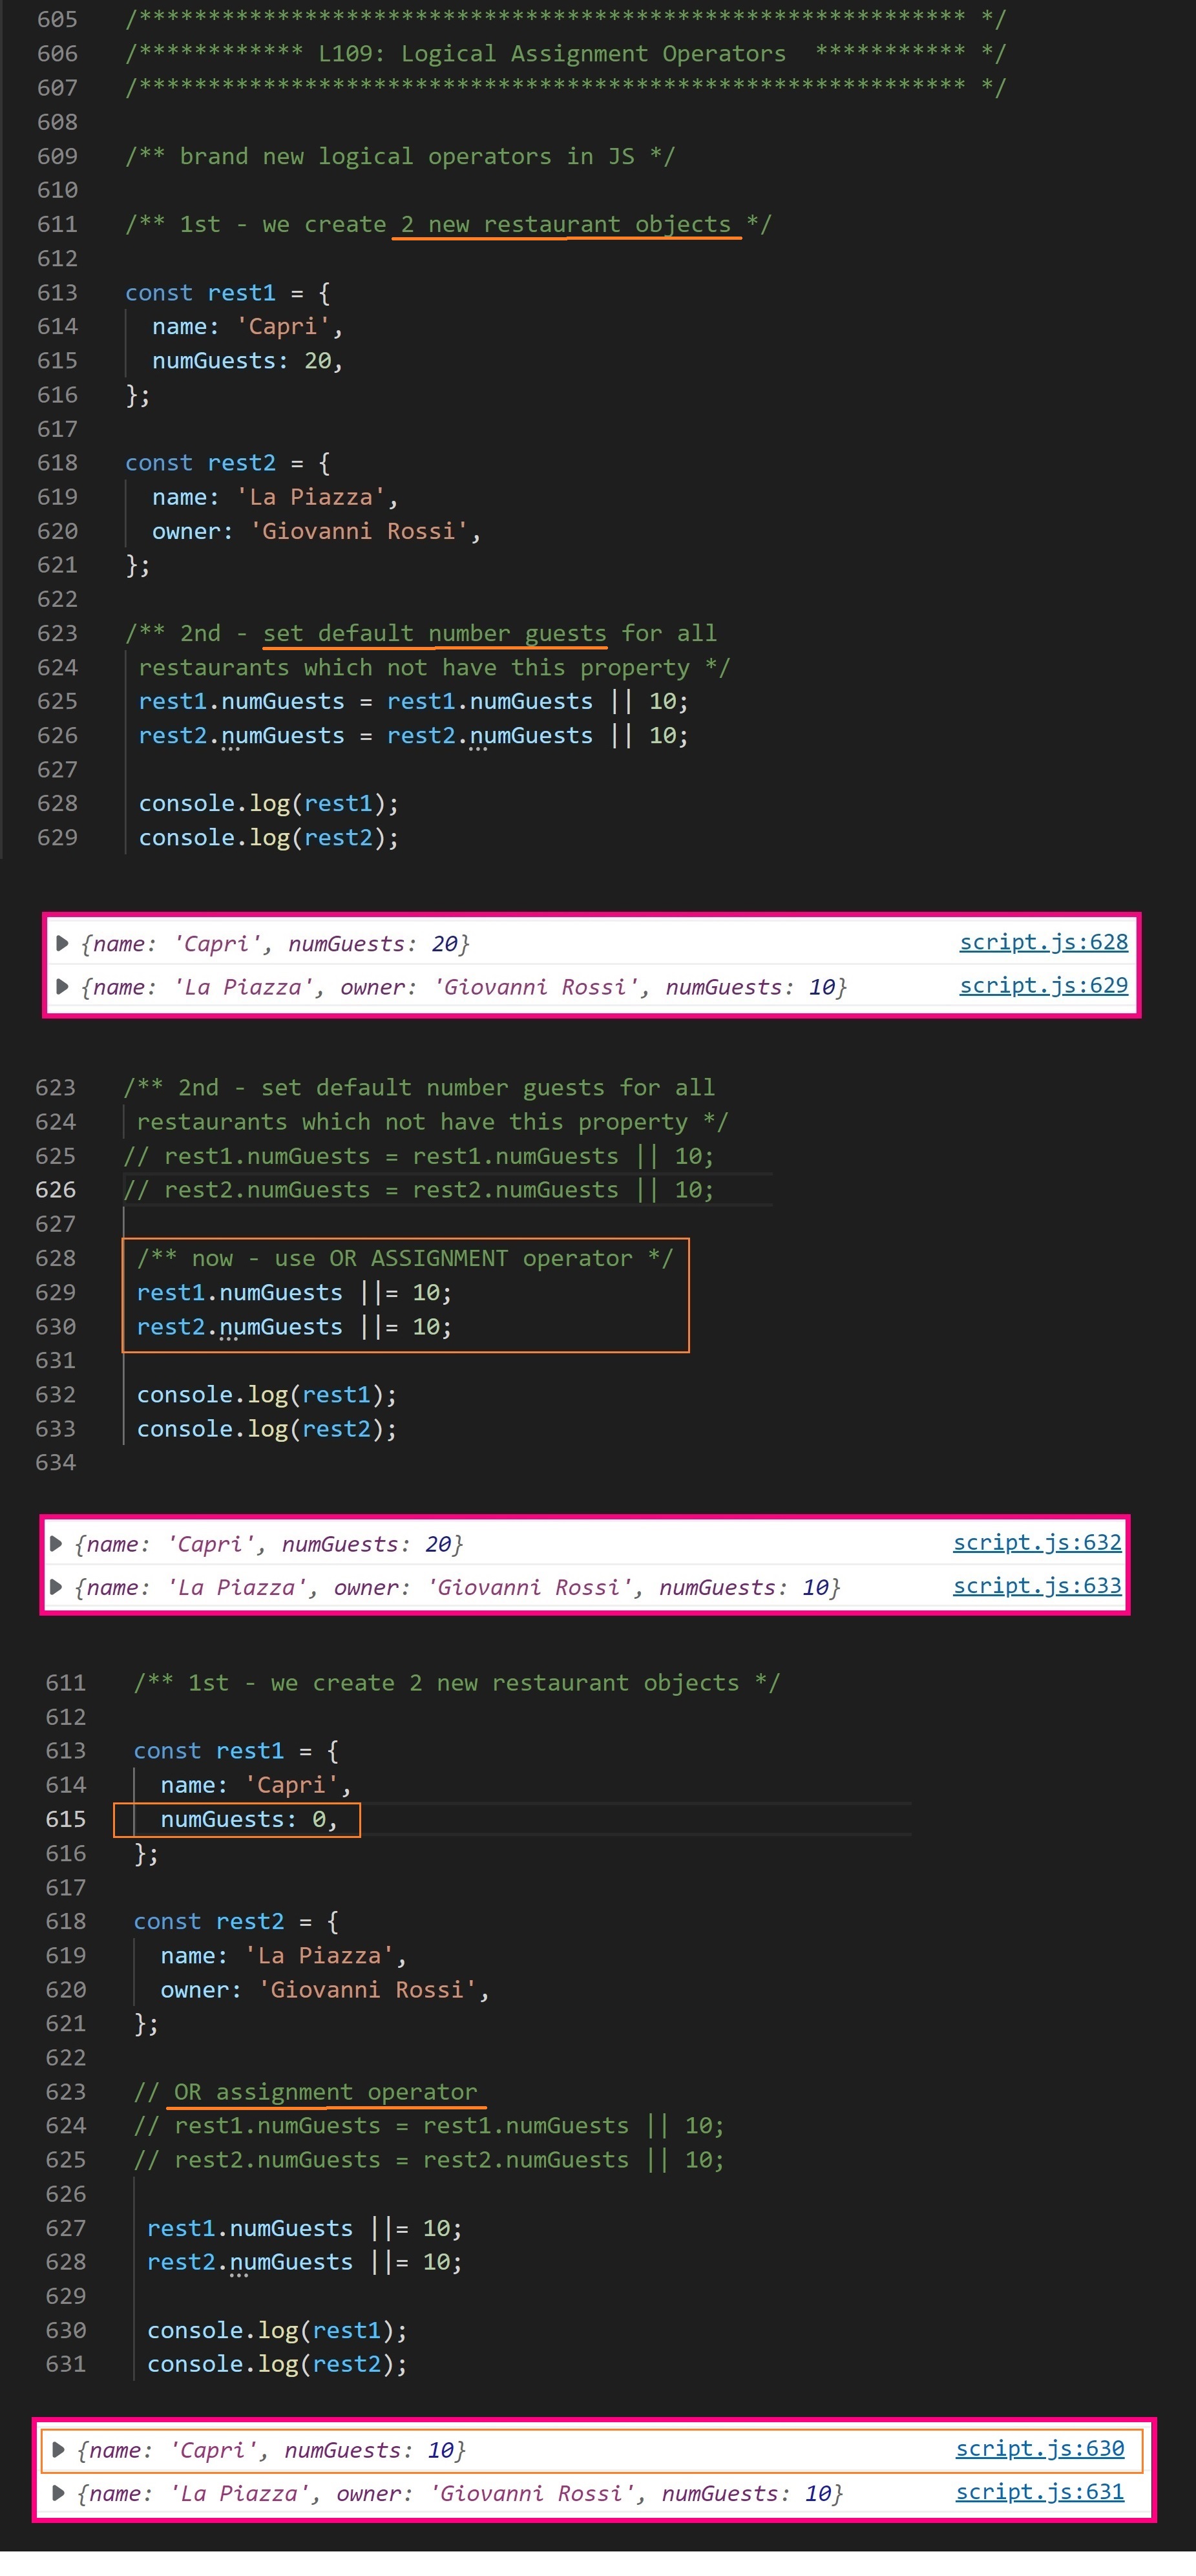 605 /************************************************************ */
606 /************ L109: Logical Assignment Operators *********** */
607 /************************************************************ */
608
609 /** brand new logical operators in JS */
610
611 /** 1st - we create 2 new restaurant objects */
612
613 const rest1 = {
614 name: 'Capri',
615 numGuests: 20,
616 };
617
618 const rest2 = {
619 name: 'La Piazza',
620 owner: 'Giovanni Rossi',
621 };
622
623 /** 2nd - set default number guests for all
624 restaurants which not have this property */
625 rest1.numGuests = rest1.numGuests || 10;
626 rest2.numGuests = rest2.numGuests || 10;
627
628 console.log(rest1);
629 console.log(rest2);
{name: 'Capri', numGuests: 20} script.js:628
{name: 'La Piazza', owner: 'Giovanni Rossi', numGuests: 10} script.js:629
623 /** 2nd - set default number guests for all
624 restaurants which not have this property */
625 // rest1.numGuests = rest1.numGuests || 10;
626 // rest2.numGuests = rest2.numGuests || 10;
627
628 /** now - use OR ASSIGNMENT operator */
629 rest1.numGuests ||= 10;
630 rest2.numGuests ||= 10;
631
632 console.log(rest1);
633 console.log(rest2);
634
{name: 'Capri', numGuests: 20} script.js:632
{name: 'La Piazza', owner: 'Giovanni Rossi', numGuests: 10} script.js:633
611 /** 1st - we create 2 new restaurant objects */
612
613 const rest1 = {
614 name: 'Capri',
615 numGuests: 0,
616 };
617
618 const rest2 = {
619 name: 'La Piazza',
620 owner: 'Giovanni Rossi',
621 };
622
623 // OR assignment operator
624 // rest1.numGuests = rest1.numGuests || 10;
625 // rest2.numGuests = rest2.numGuests || 10;
626
627 rest1.numGuests ||= 10;
628 rest2.numGuests ||= 10;
629
630 console.log(rest1);
631 console.log(rest2);
{name: 'Capri', numGuests: 10} script.js:630
{name: 'La Piazza', owner: 'Giovanni Rossi', numGuests: 10} script.js:631